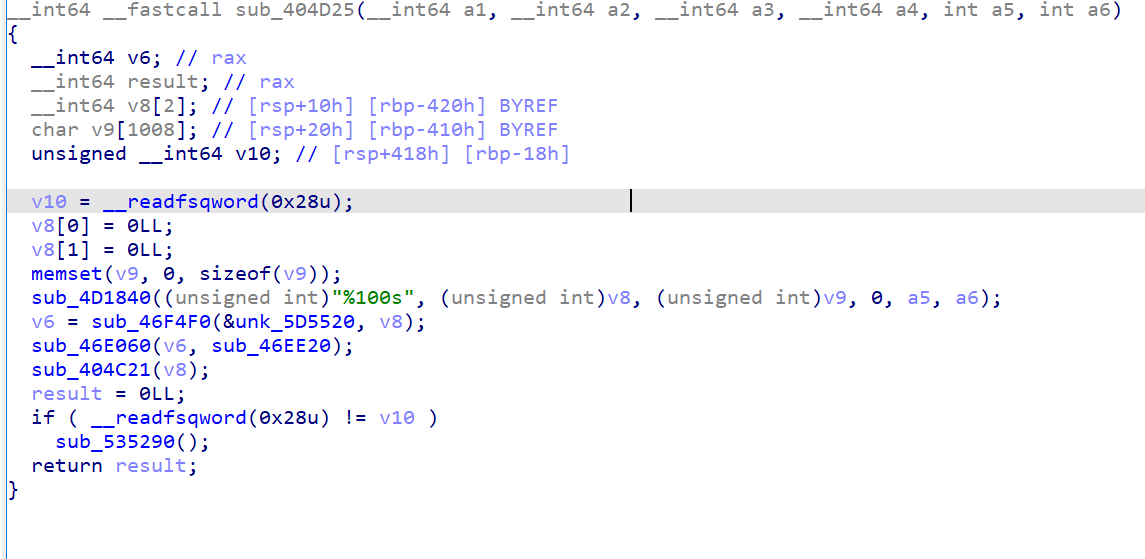 __int64 __fastcall sub_404D25(__int64 a1, __int64 a2, __int64 a3, __int64 a4, int a5, int a6)
{
  __int64 v6; // rax
  __int64 result; // rax
  __int64 v8[2]; // [rsp+10h] [rbp-420h] BYREF
  char v9[1008]; // [rsp+20h] [rbp-410h] BYREF
  unsigned __int64 v10; // [rsp+418h] [rbp-18h]

  v10 = __readfsqword(0x28u);
  v8[0] = 0LL;
  v8[1] = 0LL;
  memset(v9, 0, sizeof(v9));
  sub_4D1840((unsigned int)"%100s", (unsigned int)v8, (unsigned int)v9, 0, a5, a6);
  v6 = sub_46F4F0(&unk_5D5520, v8);
  sub_46E060(v6, sub_46EE20);
  sub_404C21(v8);
  result = 0LL;
  if ( __readfsqword(0x28u) != v10 )
    sub_535290();
  return result;
}